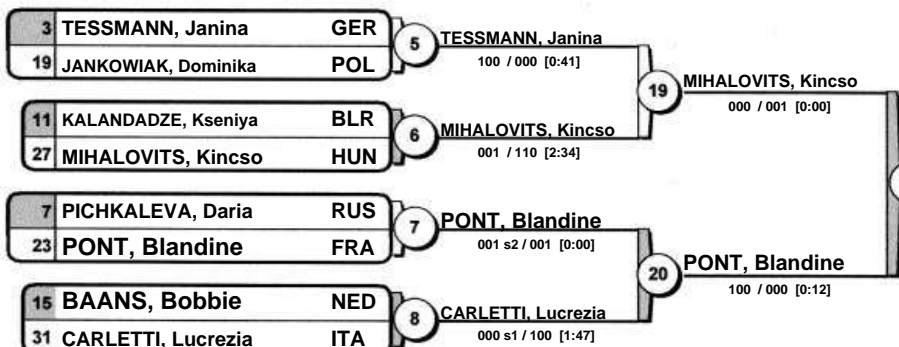 3 TESSMANN, Janina GER
19 JANKOWIAK, Dominika POL
5
TESSMANN, Janina
100 / 000 [0:41]
11 KALANDADZE, Kseniya BLR
27 MIHALOVITS, Kincso HUN
6
MIHALOVITS, Kincso
001 / 110 [2:34]
19
MIHALOVITS, Kincso
000 / 001 [0:00]
7 PICHKALEVA, Daria RUS
23 PONT, Blandine FRA
7
PONT, Blandine
001 s2 / 001 [0:00]
15 BAANS, Bobbie NED
31 CARLETTI, Lucrezia ITA
8
CARLETTI, Lucrezia
000 s1 / 100 [1:47]
20
PONT, Blandine
100 / 000 [0:12]